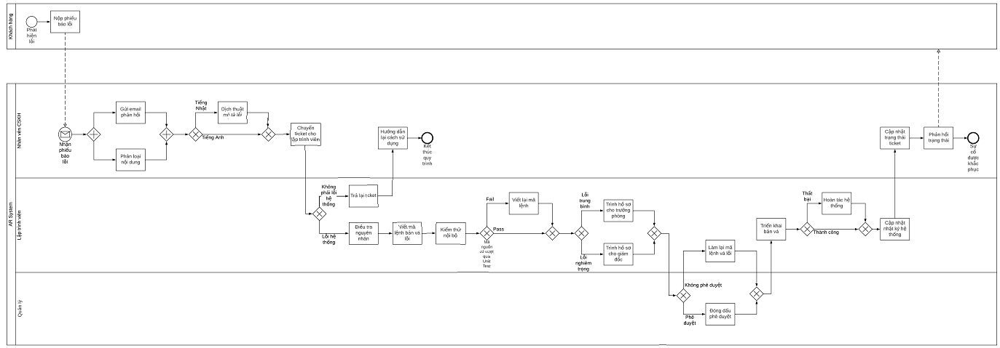 Khách hàng
Phát
hiện
lỗi
Nộp phiếu
báo lỗi
AR System
Nhân viên CSKH
Nhận
phiếu
báo
lỗi
Gửi email
phản hồi
Phân loại
nội dung
Tiếng
Nhật
Tiếng Anh
Dịch thuật
mô tả lỗi
Chuyển
ticket cho
lập trình viên
Hướng dẫn
lại cách sử
dụng
Kết
thúc
quy
trình
Cập nhật
trạng thái
ticket
Phản hồi
trạng thái
Sự
cố
được
khắc
phục
Lập trình viên
Không
phải lỗi
hệ
thống
Lỗi hệ
thống
Trả lại ticket
Điều tra
nguyên
nhân
Viết mã
lệnh bản vá
lỗi
Kiểm thử
nội bộ
Fail
Pass
Mã
nguồn
có vượt
qua
Unit
Test
Viết lại mã
lệnh
Lỗi
trung
bình
Lỗi
nghiêm
trọng
Trình hồ sơ
cho trưởng
phòng
Trình hồ sơ
cho giám
đốc
Làm lại mã
lệnh vá lỗi
Triển khai
bản vá
Thất
bại
Thành công
Hoàn tác hệ
thống
Cập nhật
nhật ký hệ
thống
Quản lý
Không phê duyệt
Phê
duyệt
Đóng dấu
phê duyệt